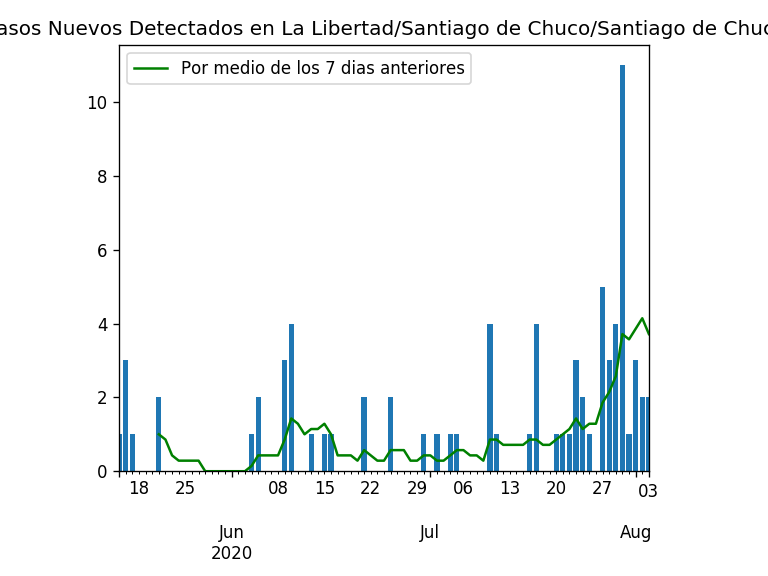 asos Nuevos Detectados en La Libertad/Santiago de Chuco/Santiago de Chuc
Por medio de los 7 dias anteriores
10
8
6
4
2
0
18 25 08 15 22 29 06 13 20 27 03
Jun Jul Aug
2020